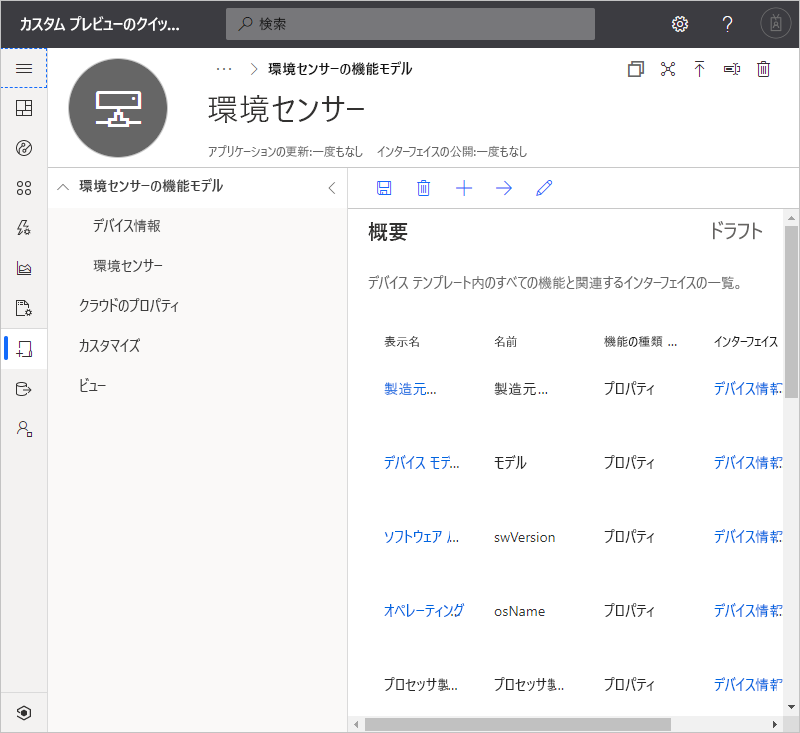 カスタム プレビューのクイッ...
検索
?
··· > 環境センサーの機能モデル
環境センサー
アプリケーションの更新:一度もなし インターフェイスの公開:一度もなし
環境センサーの機能モデル
デバイス情報
環境センサー
クラウドのプロパティ
カスタマイズ
ビュー
概要 ドラフト
デバイス テンプレート内のすべての機能と関連するインターフェイスの一覧。
表示名 名前 機能の種類 ... インターフェイス
製造元... 製造元... プロパティ デバイス情報
デバイス モデ... モデル プロパティ デバイス情報
ソフトウェア /... swVersion プロパティ デバイス情報
オペレーティング osName プロパティ デバイス情報
プロセッサ製... プロセッサ製... プロパティ デバイス情報